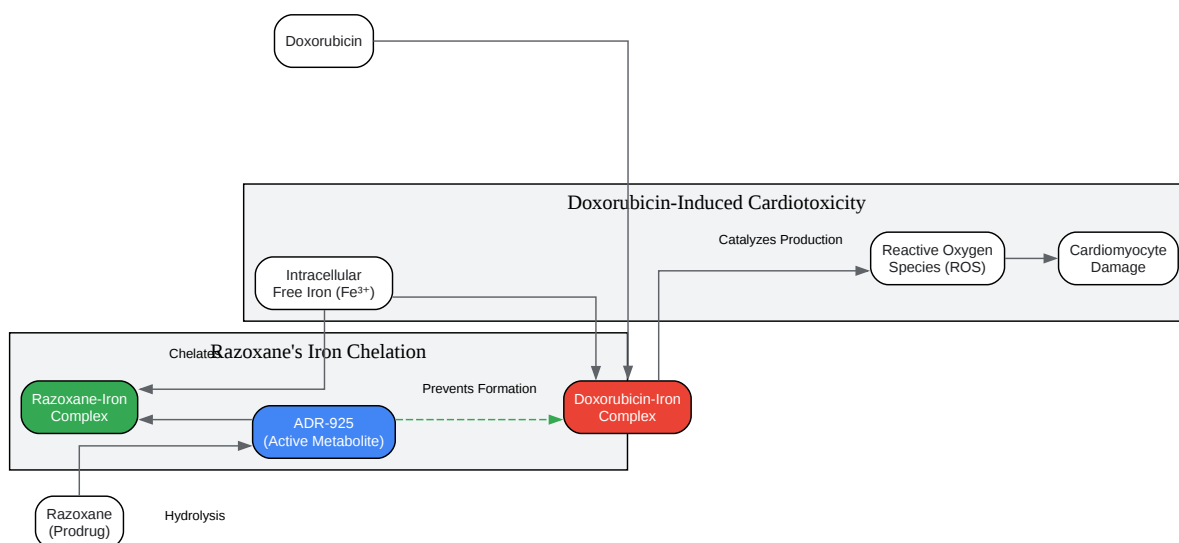 Doxorubicin
Doxorubicin-Induced Cardiotoxicity
Catalyzes Production
Reactive Oxygen
Species (ROS)
Cardiomyocyte
Damage
Intracellular
Free Iron (Fe³⁺)
Chelates
Razoxane's Iron Chelation
Prevents Formation
Razoxane-Iron
Complex
ADR-925
(Active Metabolite)
Doxorubicin-Iron
Complex
Razoxane
(Prodrug)
Hydrolysis